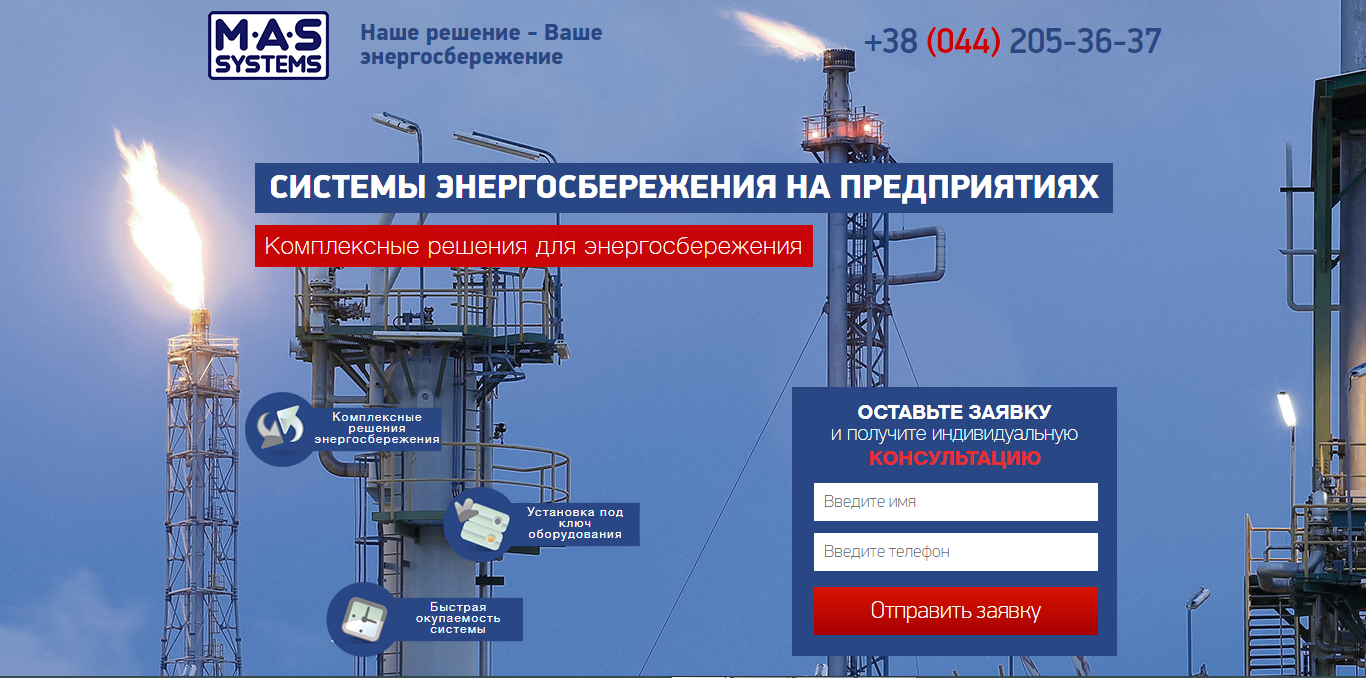 M·A·S
SYSTEMS
Наше решение - Ваше
энергосбережение
+38 (044) 205-36-37
СИСТЕМЫ ЭНЕРГОСБЕРЕЖЕНИЯ НА ПРЕДПРИЯТИЯХ
Комплексные решения для энергосбережения
Комплексные
решения
энергосбережения
Установка под
ключ
оборудования
Быстрая
окупаемость
системы
ОСТАВЬТЕ ЗАЯВКУ
и получите индивидуальную
КОНСУЛЬТАЦИЮ
Введите имя
Введите телефон
Отправить заявку